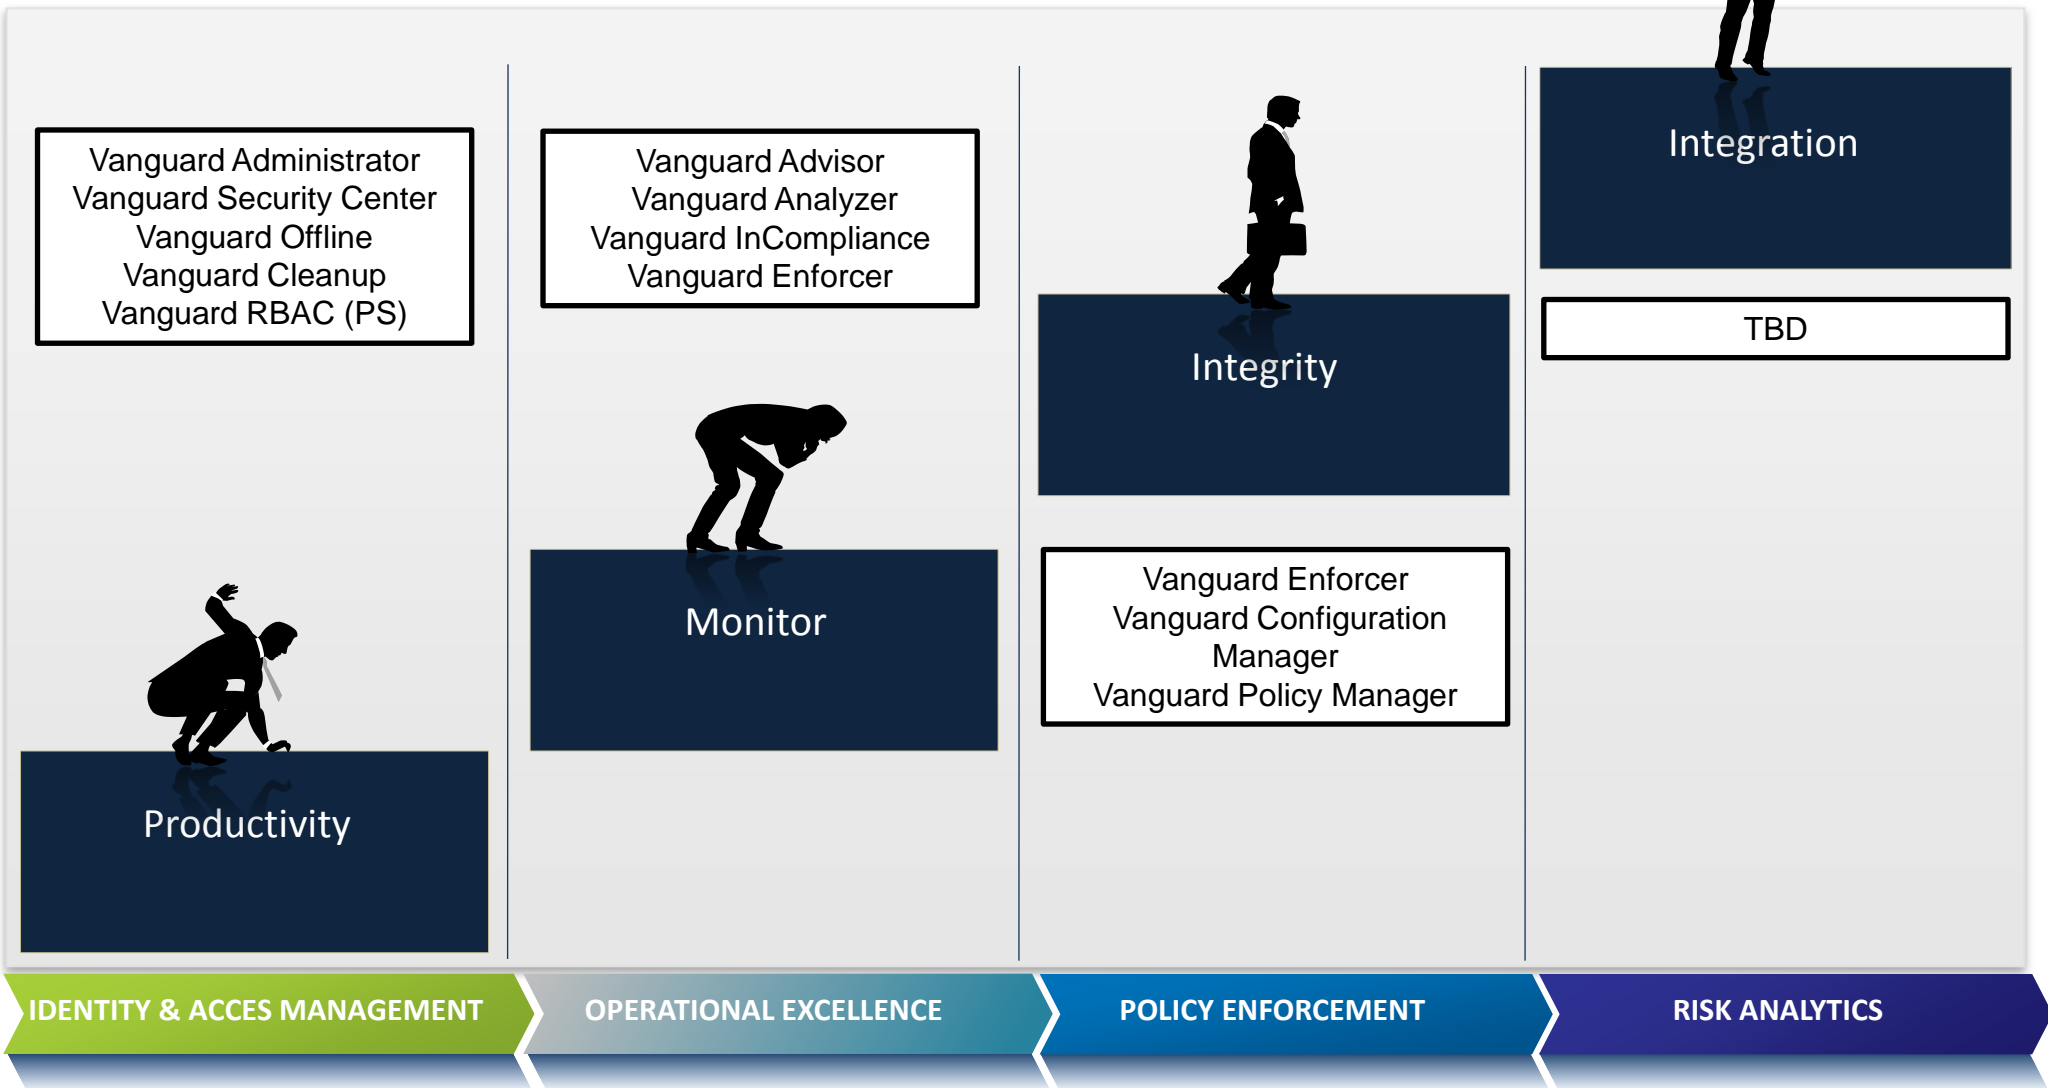 Vanguard Administrator
Vanguard Security Center
Vanguard Offline
Vanguard Cleanup
Vanguard RBAC (PS)
Productivity
Vanguard Advisor
Vanguard Analyzer
Vanguard InCompliance
Vanguard Enforcer
Monitor
Integrity
Vanguard Enforcer
Vanguard Configuration
Manager
Vanguard Policy Manager
Integration
TBD
IDENTITY & ACCES MANAGEMENT
OPERATIONAL EXCELLENCE
POLICY ENFORCEMENT
RISK ANALYTICS